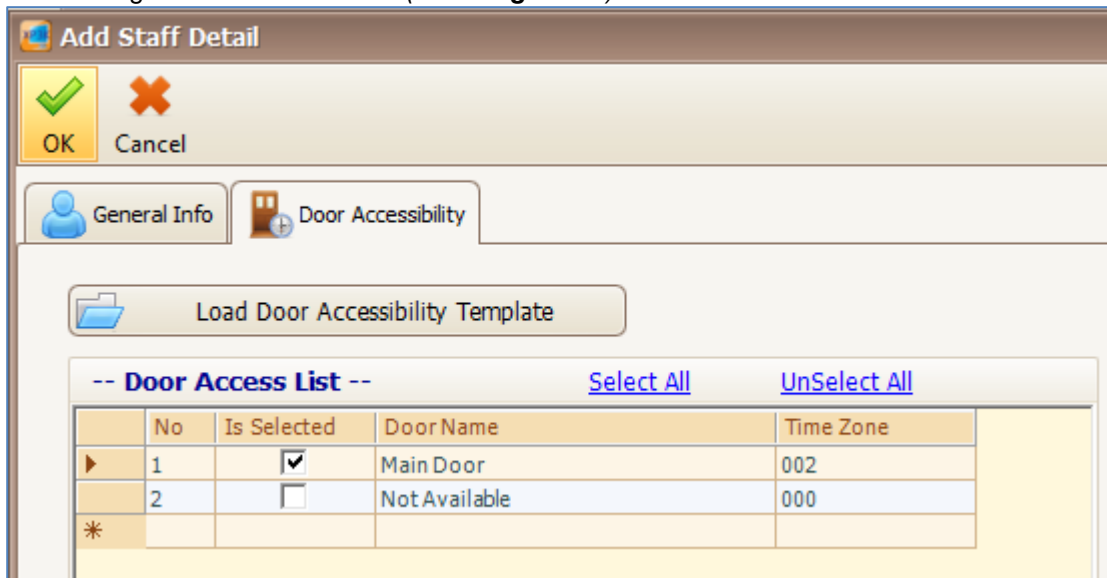 Add Staff Detail
OK Cancel
General Info Door Accessibility
Load Door Accessibility Template
-- Door Access List -- Select All UnSelect All
No Is Selected Door Name Time Zone
1 Main Door 002
2 Not Available 000